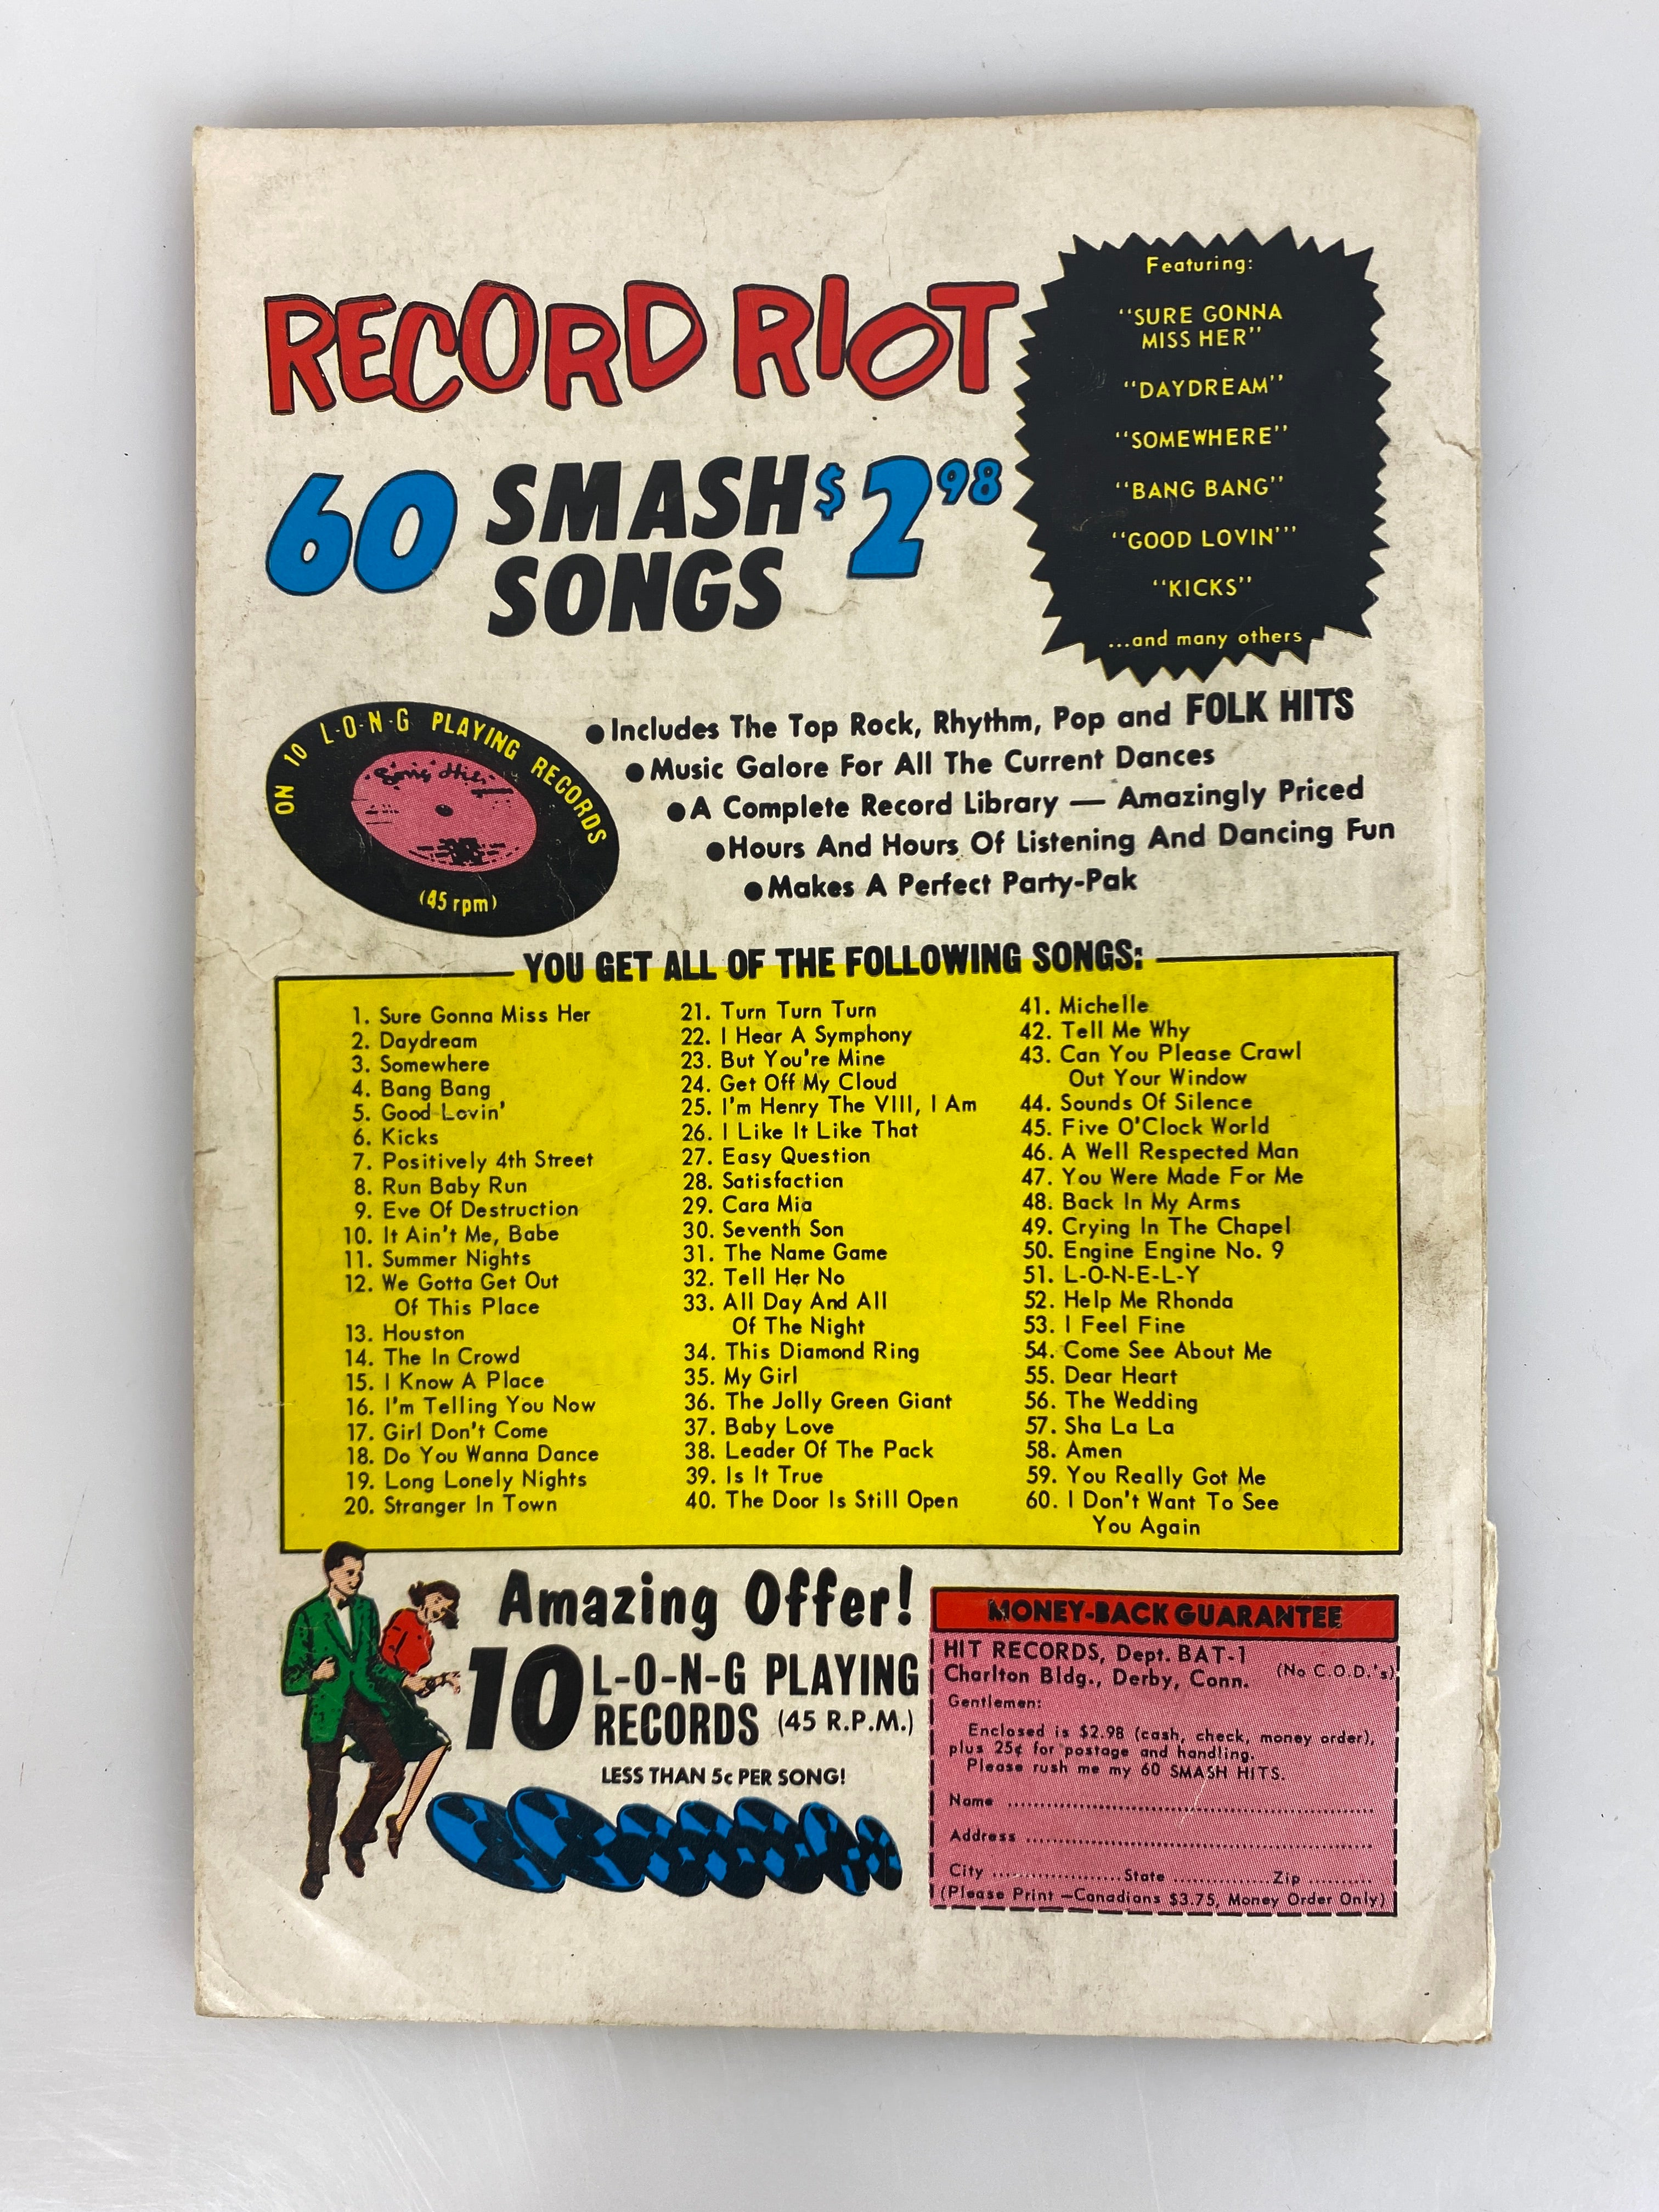 RECORD RIOT
60 SMASH $2.98
SONGS
Featuring:
"SURE GONNA
MISS HER"
"DAYDREAM"
"SOMEWHERE"
"BANG BANG"
"GOOD LOVIN'"
"KICKS"
...and many others
ON 10 L-O-N-G PLAYING RECORDS
(45 rpm)
●Includes The Top Rock, Rhythm, Pop and FOLK HITS
●Music Galore For All The Current Dances
●A Complete Record Library — Amazingly Priced
●Hours And Hours Of Listening And Dancing Fun
●Makes A Perfect Party-Pak
YOU GET ALL OF THE FOLLOWING SONGS:
1. Sure Gonna Miss Her
2. Daydream
3. Somewhere
4. Bang Bang
5. Good Lovin'
6. Kicks
7. Positively 4th Street
8. Run Baby Run
9. Eve Of Destruction
10. It Ain't Me, Babe
11. Summer Nights
12. We Gotta Get Out
Of This Place
13. Houston
14. The In Crowd
15. I Know A Place
16. I'm Telling You Now
17. Girl Don't Come
18. Do You Wanna Dance
19. Long Lonely Nights
20. Stranger In Town
21. Turn Turn Turn
22. I Hear A Symphony
23. But You're Mine
24. Get Off My Cloud
25. I'm Henry The VIII, I Am
26. I Like It Like That
27. Easy Question
28. Satisfaction
29. Cara Mia
30. Seventh Son
31. The Name Game
32. Tell Her No
33. All Day And All
Of The Night
34. This Diamond Ring
35. My Girl
36. The Jolly Green Giant
37. Baby Love
38. Leader Of The Pack
39. Is It True
40. The Door Is Still Open
41. Michelle
42. Tell Me Why
43. Can You Please Crawl
Out Your Window
44. Sounds Of Silence
45. Five O'Clock World
46. A Well Respected Man
47. You Were Made For Me
48. Back In My Arms
49. Crying In The Chapel
50. Engine Engine No. 9
51. L-O-N-E-L-Y
52. Help Me Rhonda
53. I Feel Fine
54. Come See About Me
55. Dear Heart
56. The Wedding
57. Sha La La
58. Amen
59. You Really Got Me
60. I Don't Want To See
You Again
Amazing Offer!
10 L-O-N-G PLAYING
RECORDS (45 R.P.M.)
LESS THAN 5c PER SONG!
MONEY-BACK GUARANTEE
HIT RECORDS, Dept. BAT-1
Charlton Bldg., Derby, Conn. (No C.O.D.'s)
Gentlemen:
Enclosed is $2.98 (cash, check, money order),
plus 25¢ for postage and handling.
Please rush me my 60 SMASH HITS.
Name ..........
Address ..........
City .......... State .......... Zip ..........
(Please Print —Canadians $3.75, Money Order Only)